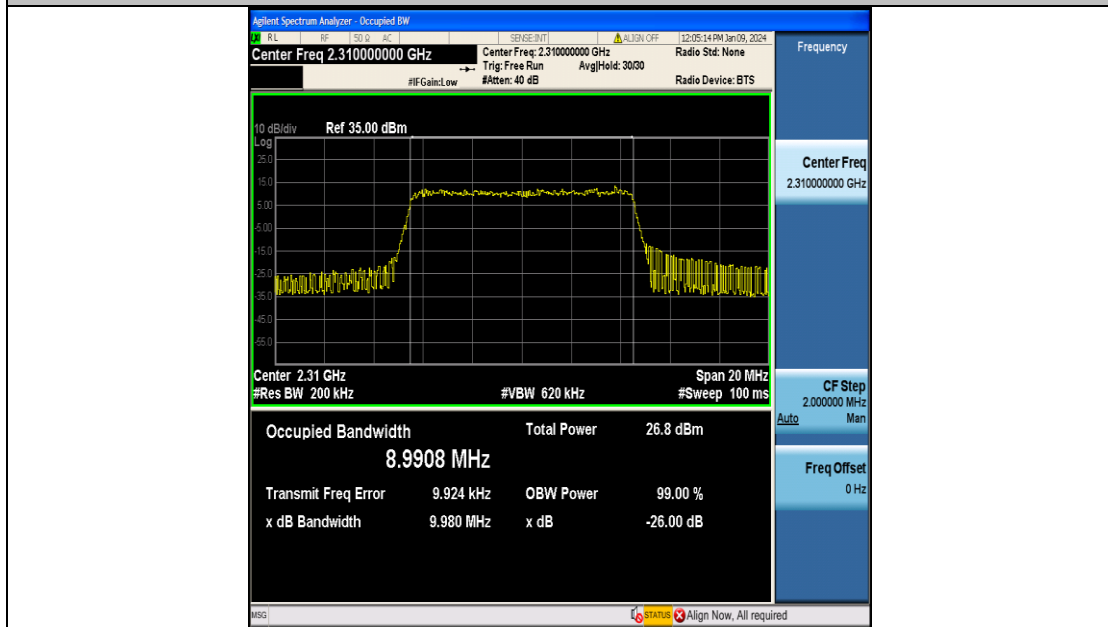 Agilent Spectrum Analyzer - Occupied BW
RL RF 50 Ω AC SENSE:INT ALIGN OFF 12:05:14 PM Jan 09, 2024
Center Freq 2.310000000 GHz
Center Freq: 2.310000000 GHz
Radio Std: None
Trig: Free Run Avg|Hold: 30/30
#IFGain:Low
#Atten: 40 dB
Radio Device: BTS
Frequency
10 dB/div Ref 35.00 dBm
Log
25.0
15.0
5.00
-5.00
-15.0
-25.0
-35.0
-45.0
-55.0
Center 2.31 GHz Span 20 MHz
#Res BW 200 kHz #VBW 620 kHz #Sweep 100 ms
Occupied Bandwidth Total Power 26.8 dBm
8.9908 MHz
Transmit Freq Error 9.924 kHz OBW Power 99.00 %
x dB Bandwidth 9.980 MHz x dB -26.00 dB
Center Freq
2.310000000 GHz
CF Step
2.000000 MHz
Auto Man
Freq Offset
0 Hz
MSG STATUS Align Now, All required